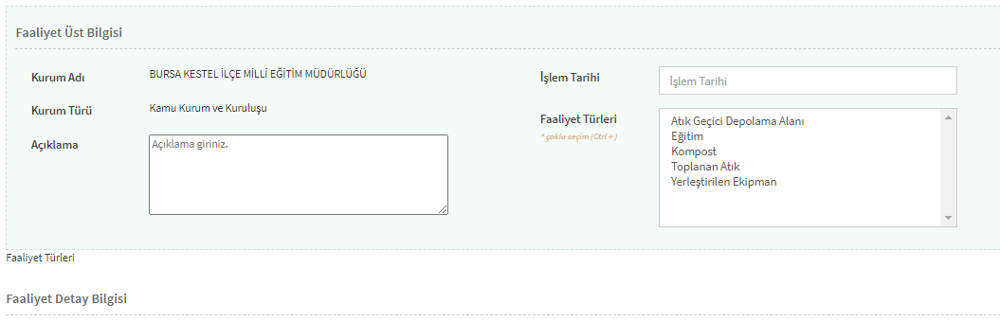 Faaliyet Üst Bilgisi
Kurum Adı
BURSA KESTEL İLÇE MİLLİ EĞİTİM MÜDÜRLÜĞÜ
Kurum Türü
Kamu Kurum ve Kuruluşu
Açıklama
Açıklama giriniz.
İşlem Tarihi
İşlem Tarihi
Faaliyet Türleri
* çoklu seçim (Ctrl + )
Atık Geçici Depolama Alanı
Eğitim
Kompost
Toplanan Atık
Yerleştirilen Ekipman
Faaliyet Türleri
Faaliyet Detay Bilgisi